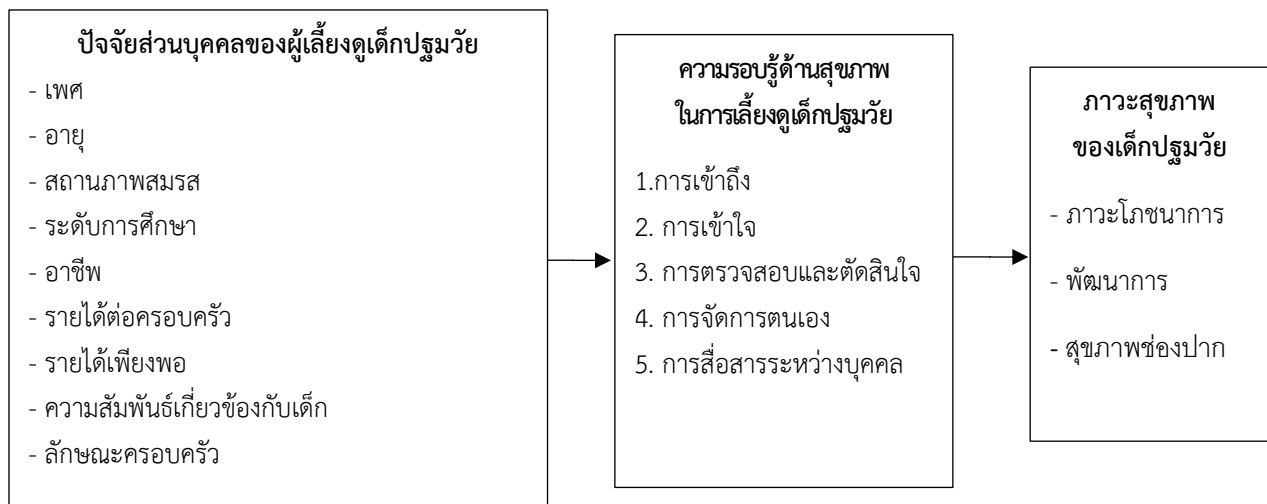 ปัจจัยส่วนบุคคลของผู้เลี้ยงดูเด็กปฐมวัย
- เพศ
- อายุ
- สถานภาพสมรส
- ระดับการศึกษา
- อาชีพ
- รายได้ต่อครอบครัว
- รายได้เพียงพอ
- ความสัมพันธ์เกี่ยวข้องกับเด็ก
- ลักษณะครอบครัว
ความรอบรู้ด้านสุขภาพ
ในการเลี้ยงดูเด็กปฐมวัย
1.การเข้าถึง
2. การเข้าใจ
3. การตรวจสอบและตัดสินใจ
4. การจัดการตนเอง
5. การสื่อสารระหว่างบุคคล
ภาวะสุขภาพ
ของเด็กปฐมวัย
- ภาวะโภชนาการ
- พัฒนาการ
- สุขภาพช่องปาก